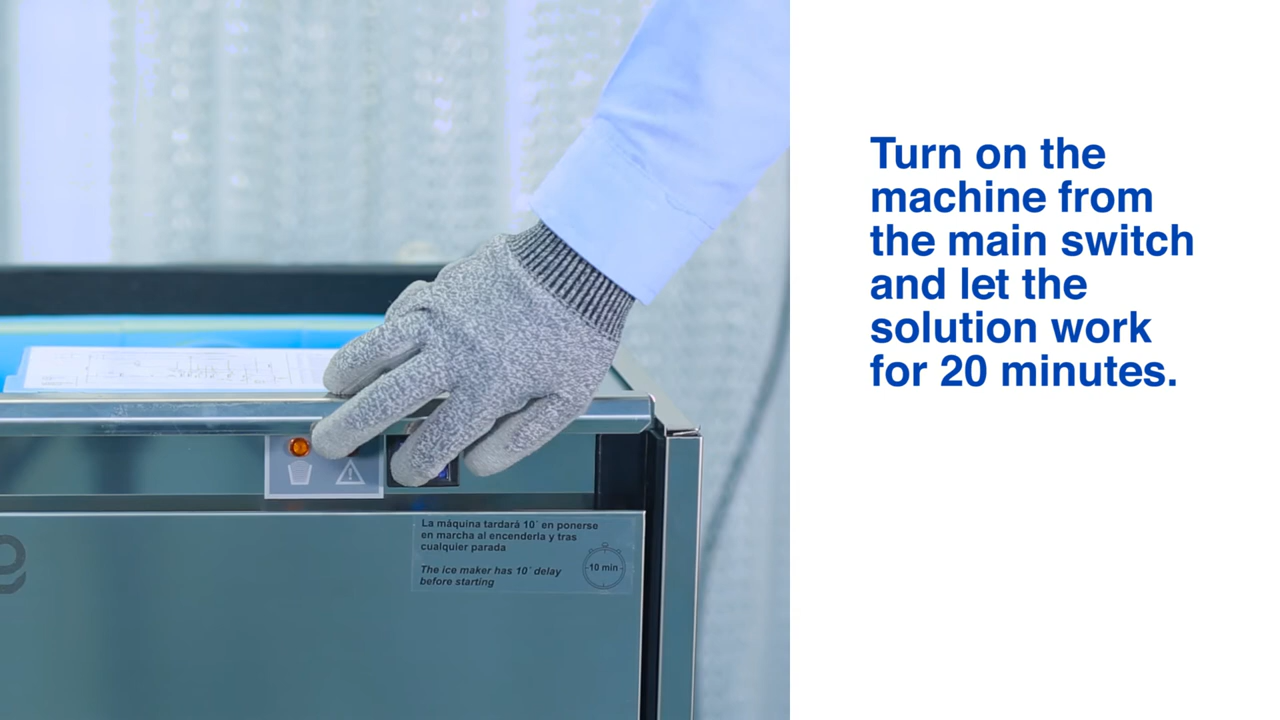 Turn on the
machine from
the main switch
and let the
solution work
for 20 minutes.
La máquina tardará 10´ en ponerse
en marcha al encenderla y tras
cualquier parada
The ice maker has 10´ delay
before starting
10 min